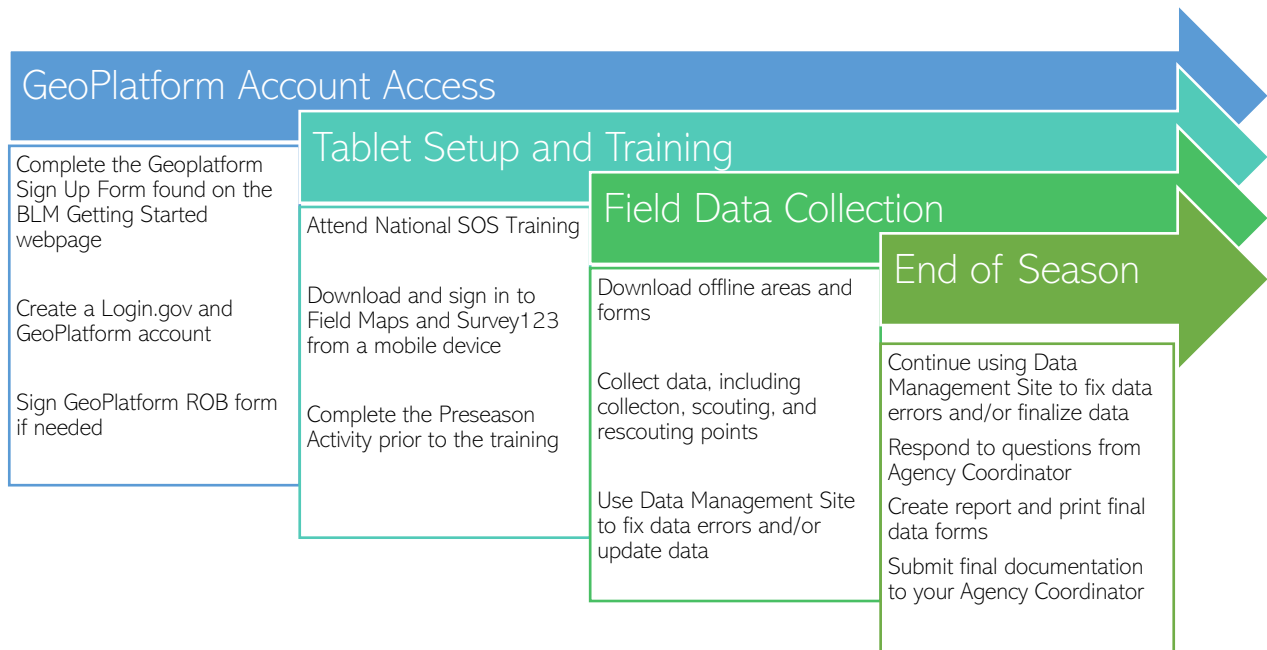 GeoPlatform Account Access
Complete the Geoplatform
Sign Up Form found on the
BLM Getting Started
webpage
Create a Login.gov and
GeoPlatform account
Sign GeoPlatform ROB form
if needed
Tablet Setup and Training
Attend National SOS Training
Download and sign in to
Field Maps and Survey123
from a mobile device
Complete the Preseason
Activity prior to the training
Field Data Collection
Download offline areas and
forms
Collect data, including
collecton, scouting, and
rescouting points
Use Data Management Site
to fix data errors and/or
update data
End of Season
Continue using Data
Management Site to fix data
errors and/or finalize data
Respond to questions from
Agency Coordinator
Create report and print final
data forms
Submit final documentation
to your Agency Coordinator